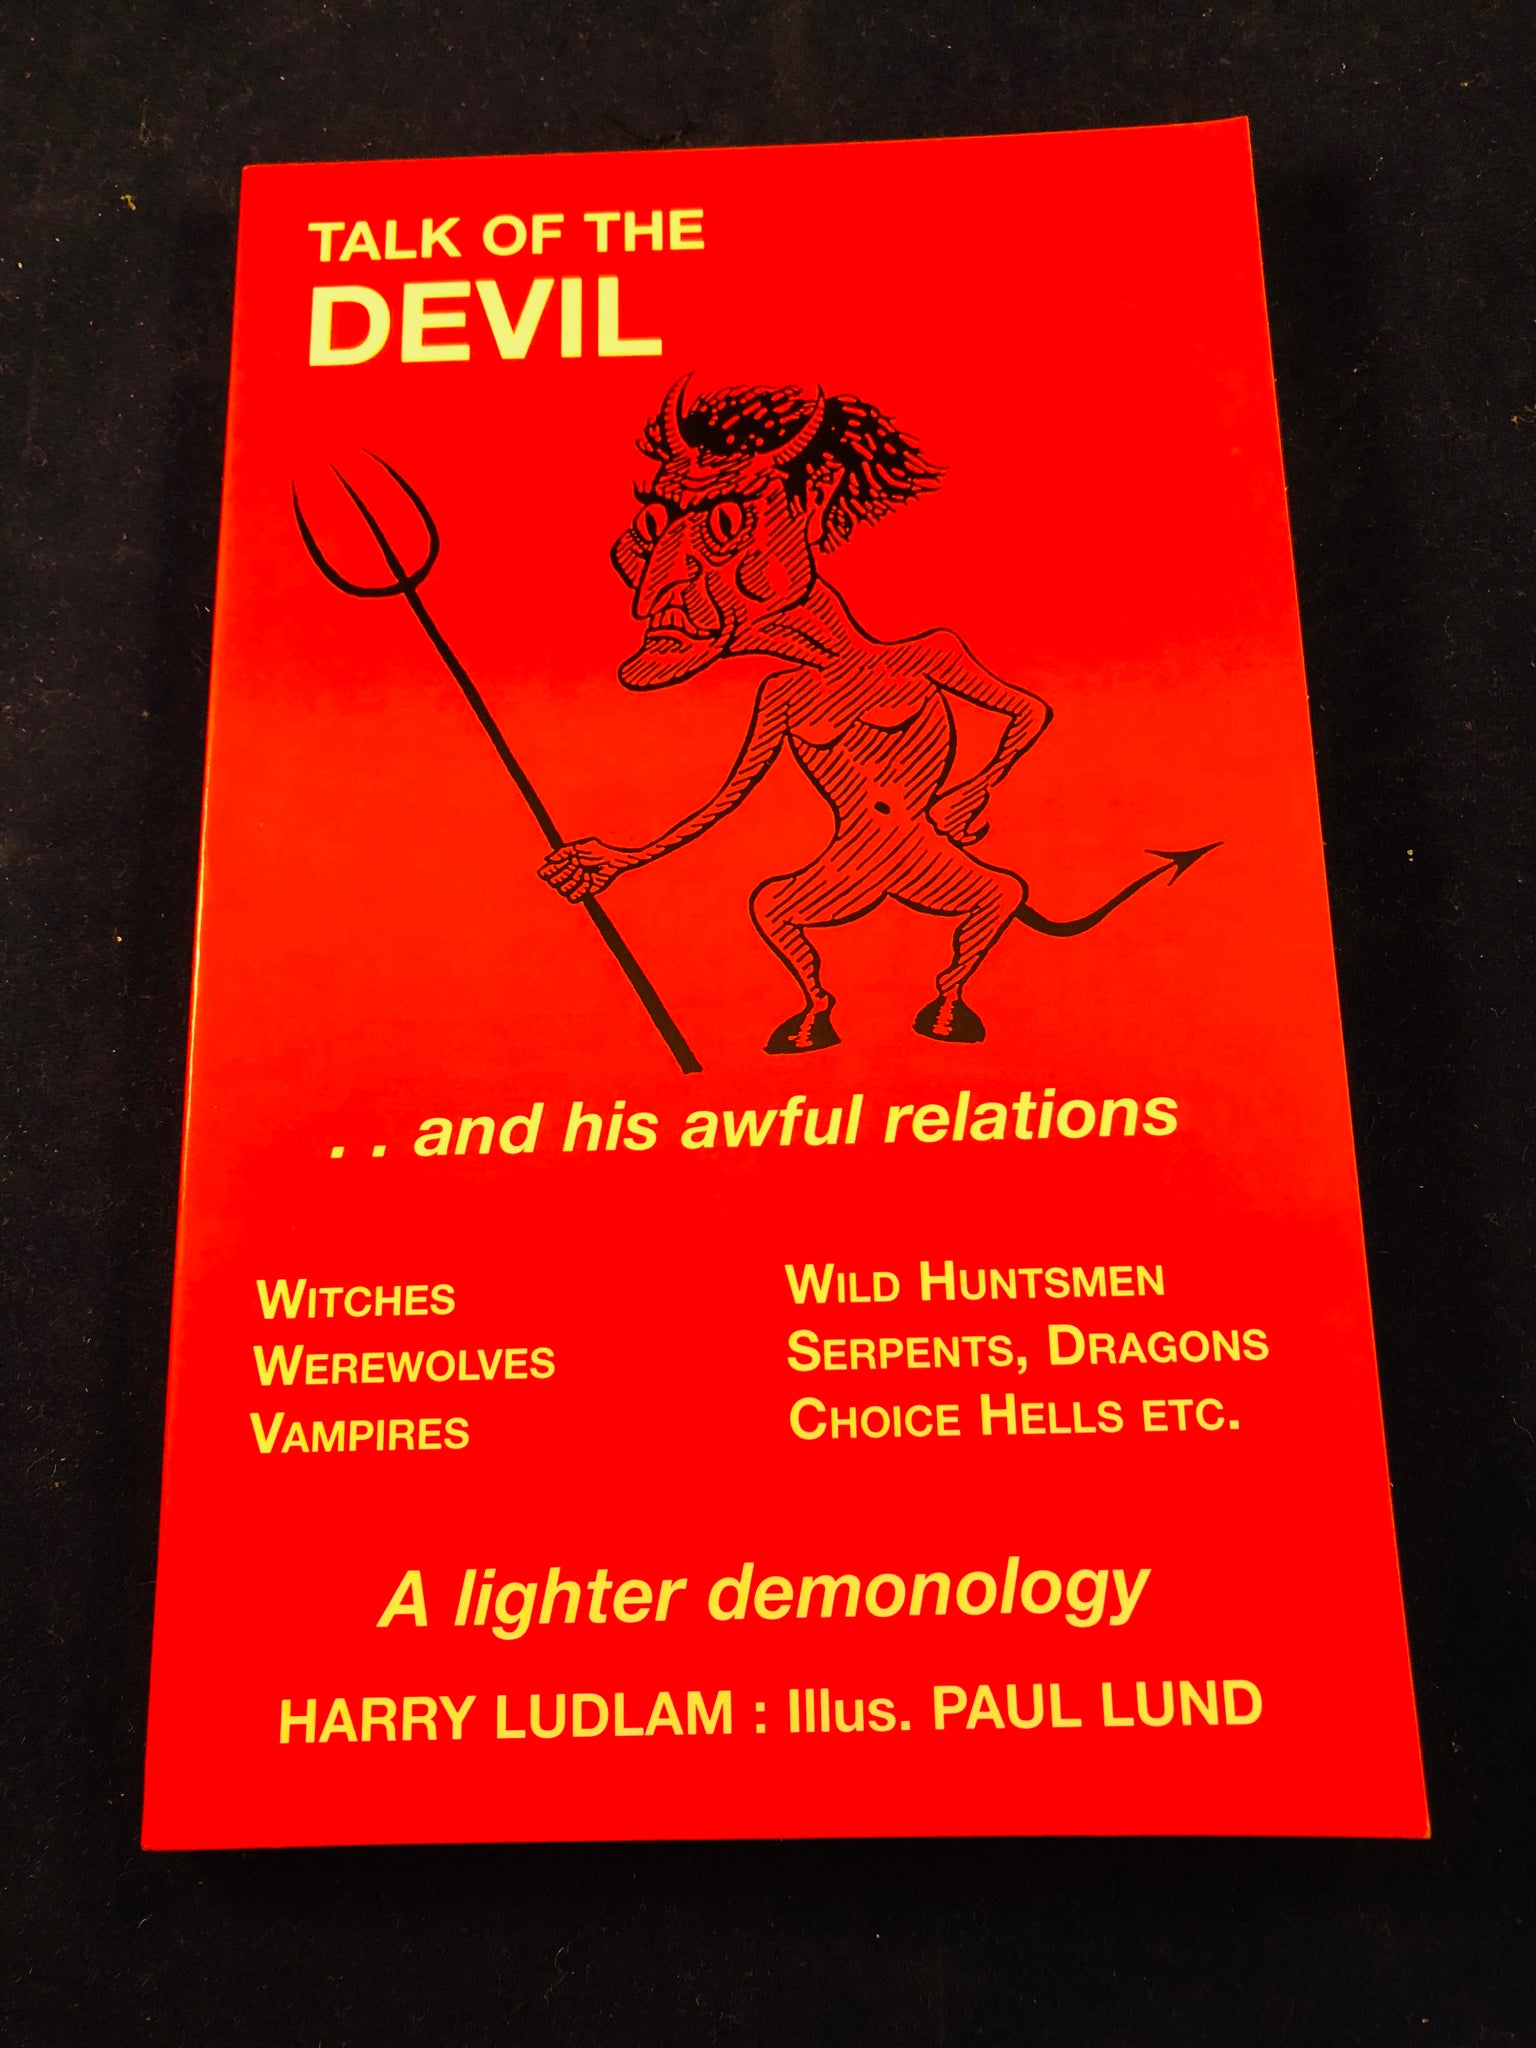 TALK OF THE
DEVIL
. . and his awful relations
WITCHES
WEREWOLVES
VAMPIRES
WILD HUNTSMEN
SERPENTS, DRAGONS
CHOICE HELLS ETC.
A lighter demonology
HARRY LUDLAM : Illus. PAUL LUND